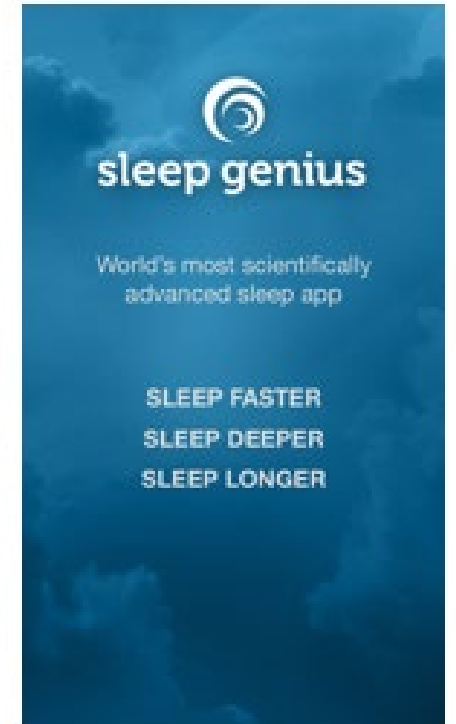 sleep genius
World's most scientifically
advanced sleep app
SLEEP FASTER
SLEEP DEEPER
SLEEP LONGER